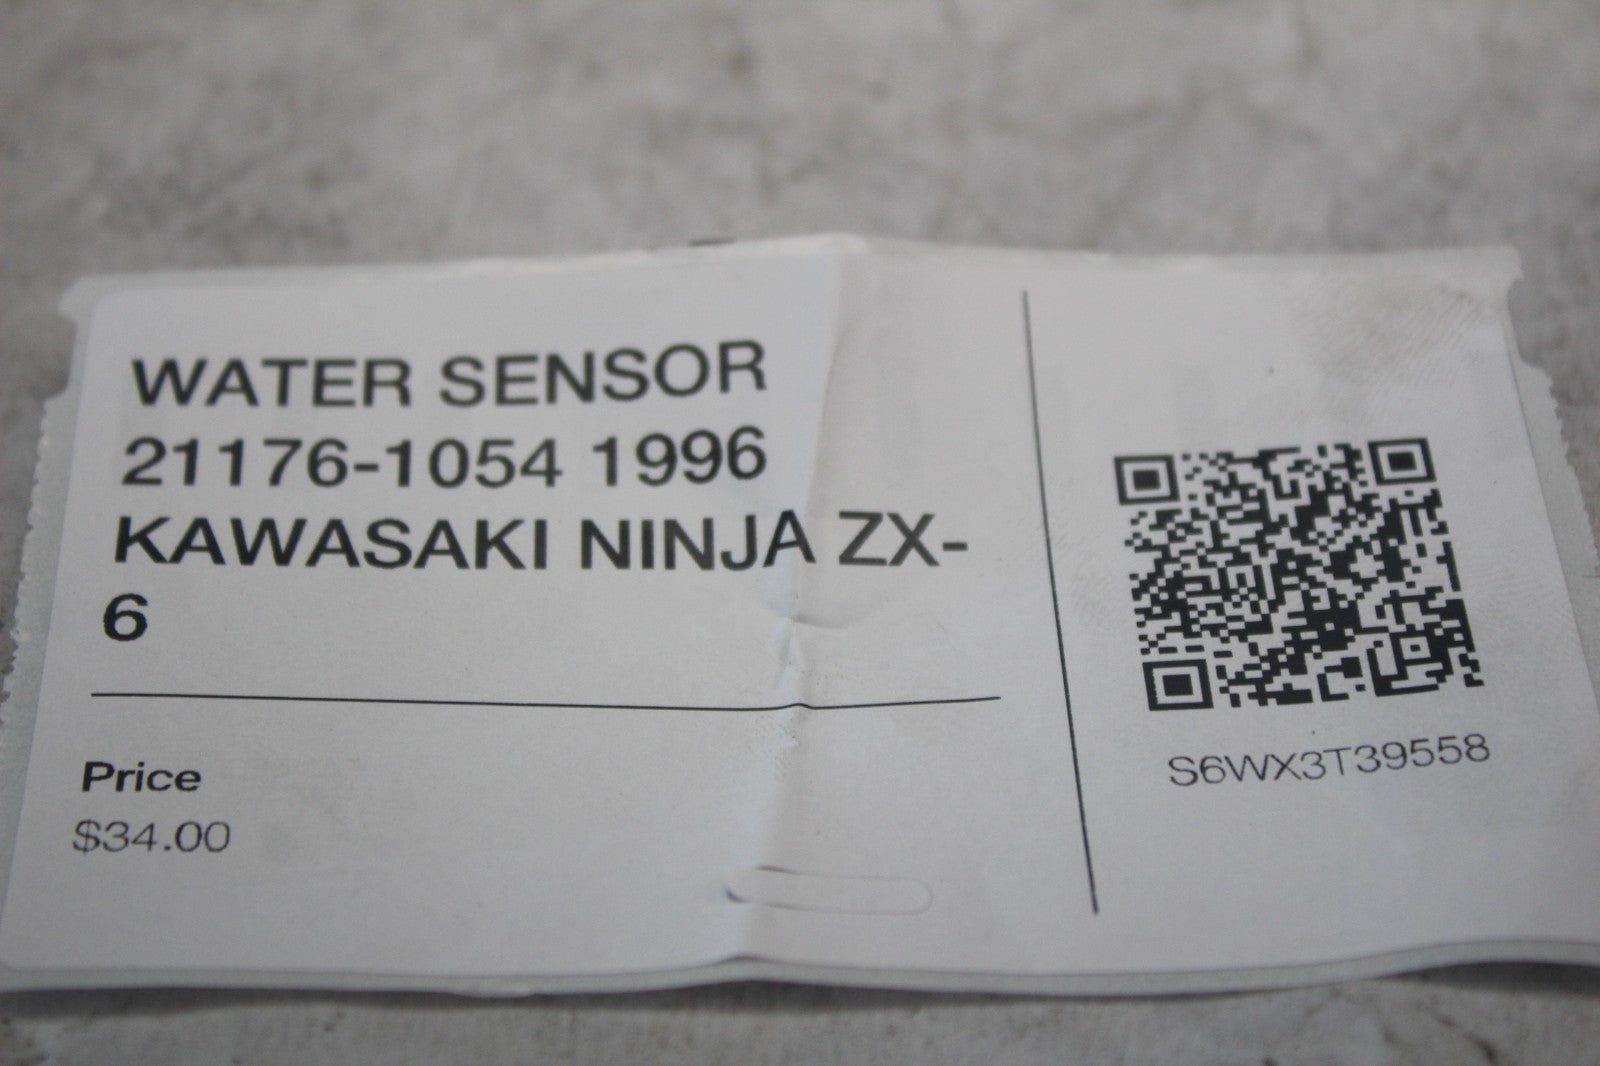 WATER SENSOR
21176-1054 1996
KAWASAKI NINJA ZX-
6
Price
$34.00
S6WX3T39558